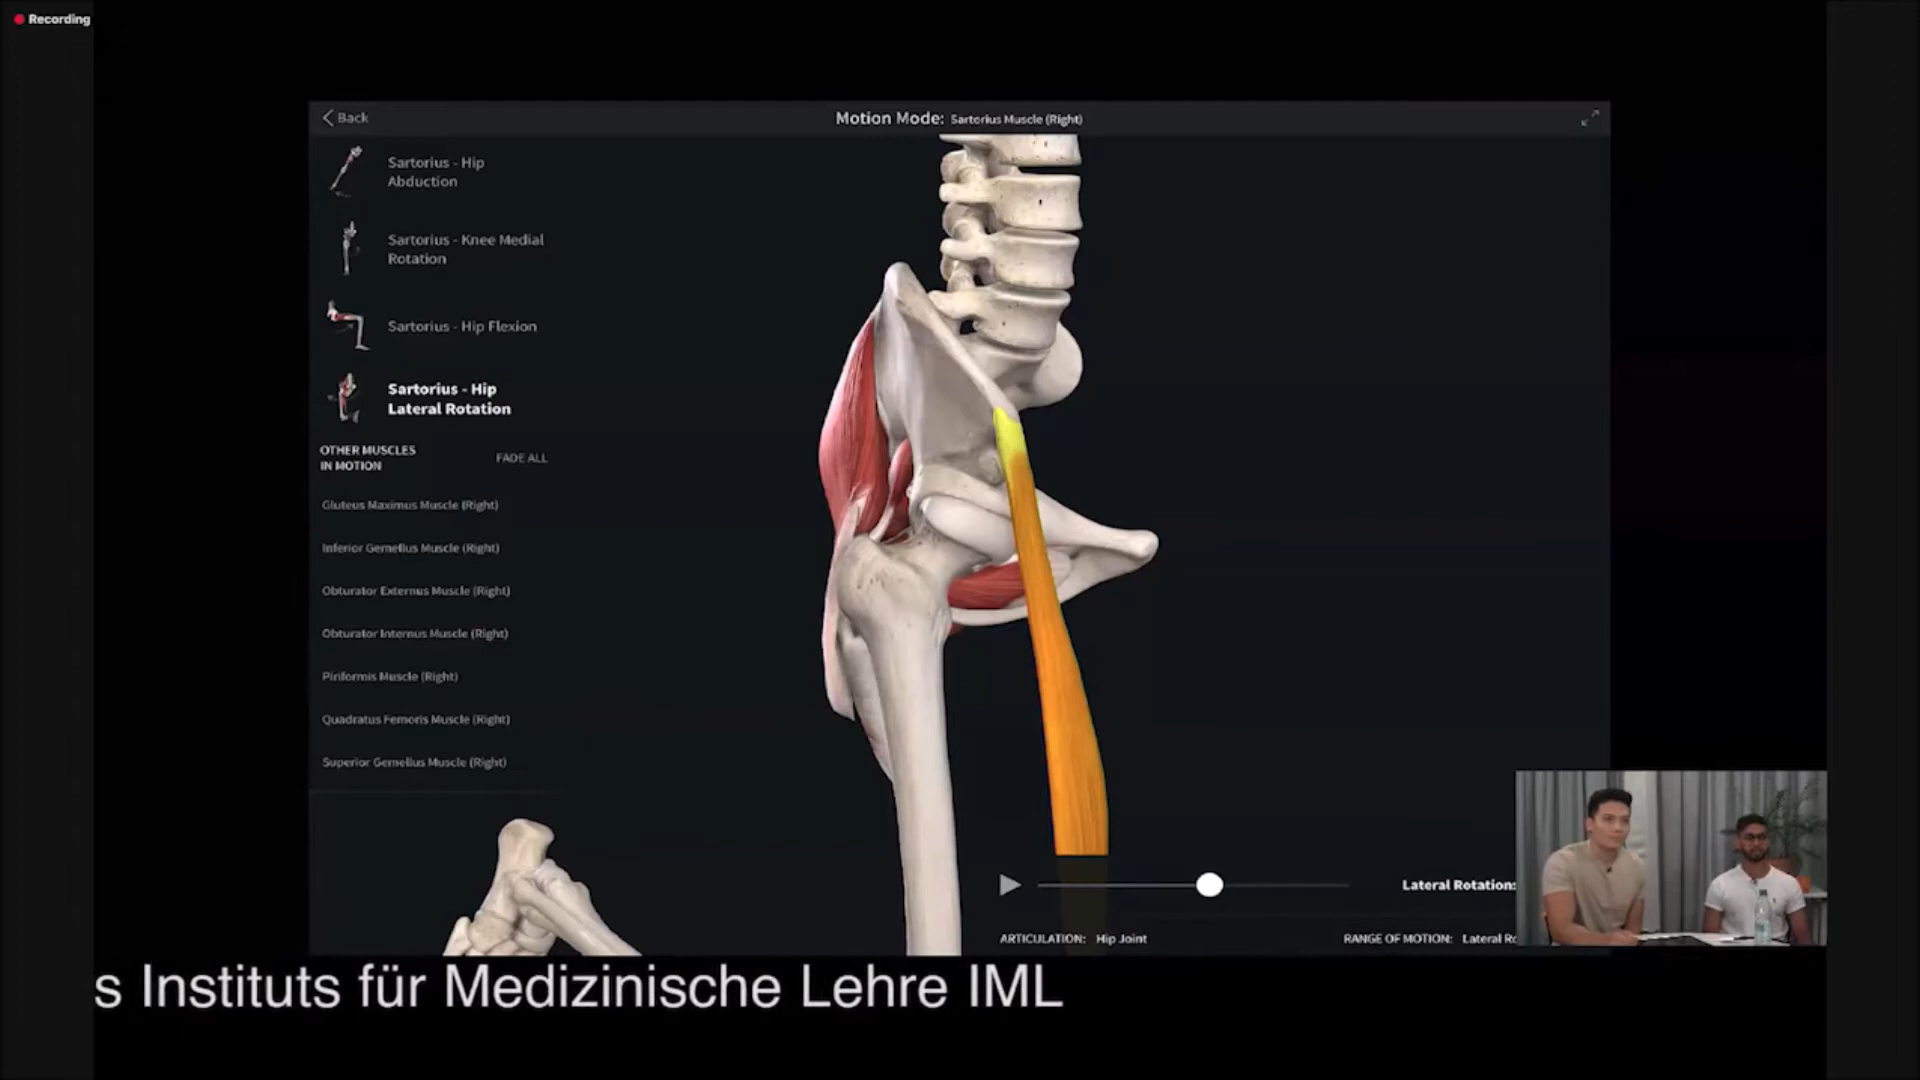 Recording
Back
Motion Mode: Sartorius Muscle (Right)
Sartorius - Hip
Abduction
Sartorius - Knee Medial
Rotation
Sartorius - Hip Flexion
Sartorius - Hip
Lateral Rotation
OTHER MUSCLES
IN MOTION
FADE ALL
Gluteus Maximus Muscle (Right)
Inferior Gemellus Muscle (Right)
Obturator Externus Muscle (Right)
Obturator Internus Muscle (Right)
Piriformis Muscle (Right)
Quadratus Femoris Muscle (Right)
Superior Gemellus Muscle (Right)
Lateral Rotation:
ARTICULATION: Hip Joint
RANGE OF MOTION: Lateral Ro
s Instituts für Medizinische Lehre IML